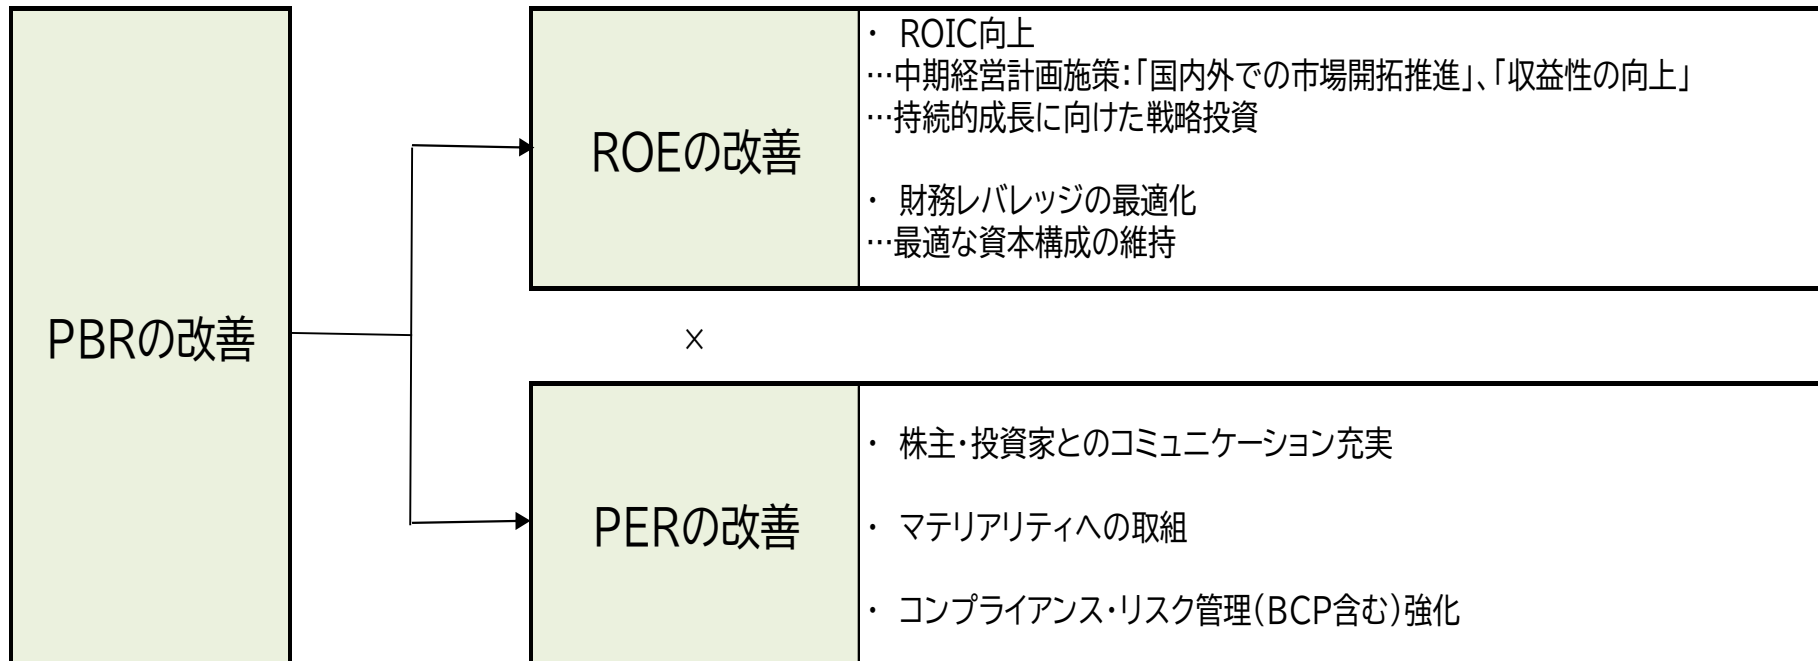 PBRの改善
ROEの改善
・ ROIC向上
…中期経営計画施策：「国内外での市場開拓推進」、「収益性の向上」
…持続的成長に向けた戦略投資
・ 財務レバレッジの最適化
…最適な資本構成の維持
×
PERの改善
・ 株主・投資家とのコミュニケーション充実
・ マテリアリティへの取組
・ コンプライアンス・リスク管理（BCP含む）強化